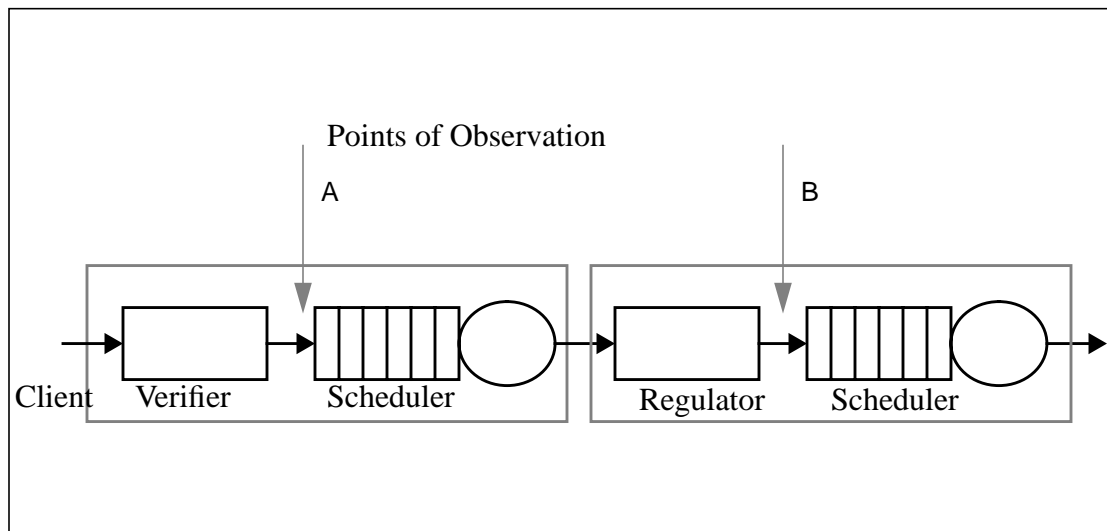 Points of Observation
A
B
Client
Verifier
Scheduler
Regulator
Scheduler